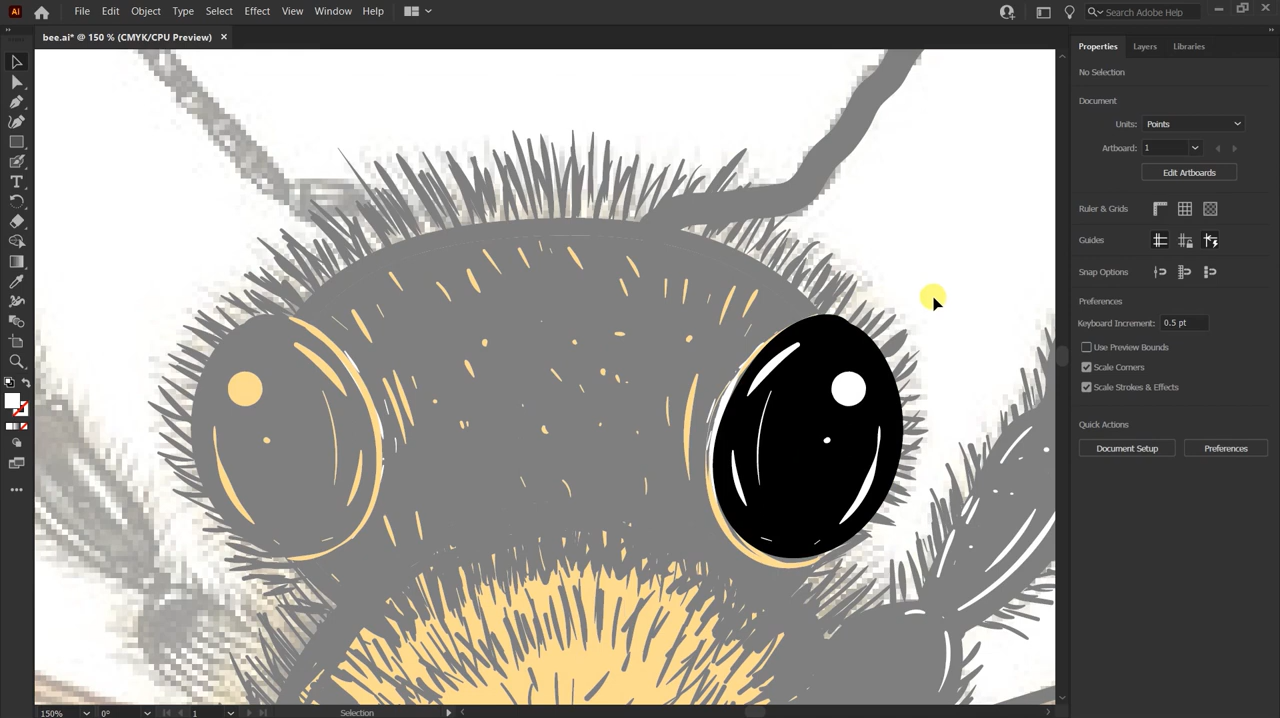 Ai File Edit Object Type Select Effect View Window Help Search Adobe Help
bee.ai* @ 150 % (CMYK/CPU Preview) ×
Properties Layers Libraries
No Selection
Document
Units: Points
Artboard: 1
Edit Artboards
Ruler & Grids
Guides
Snap Options
Preferences
Keyboard Increment: 0.5 pt
Use Preview Bounds
Scale Corners
Scale Strokes & Effects
Quick Actions
Document Setup Preferences
150% 0° 1 Selection